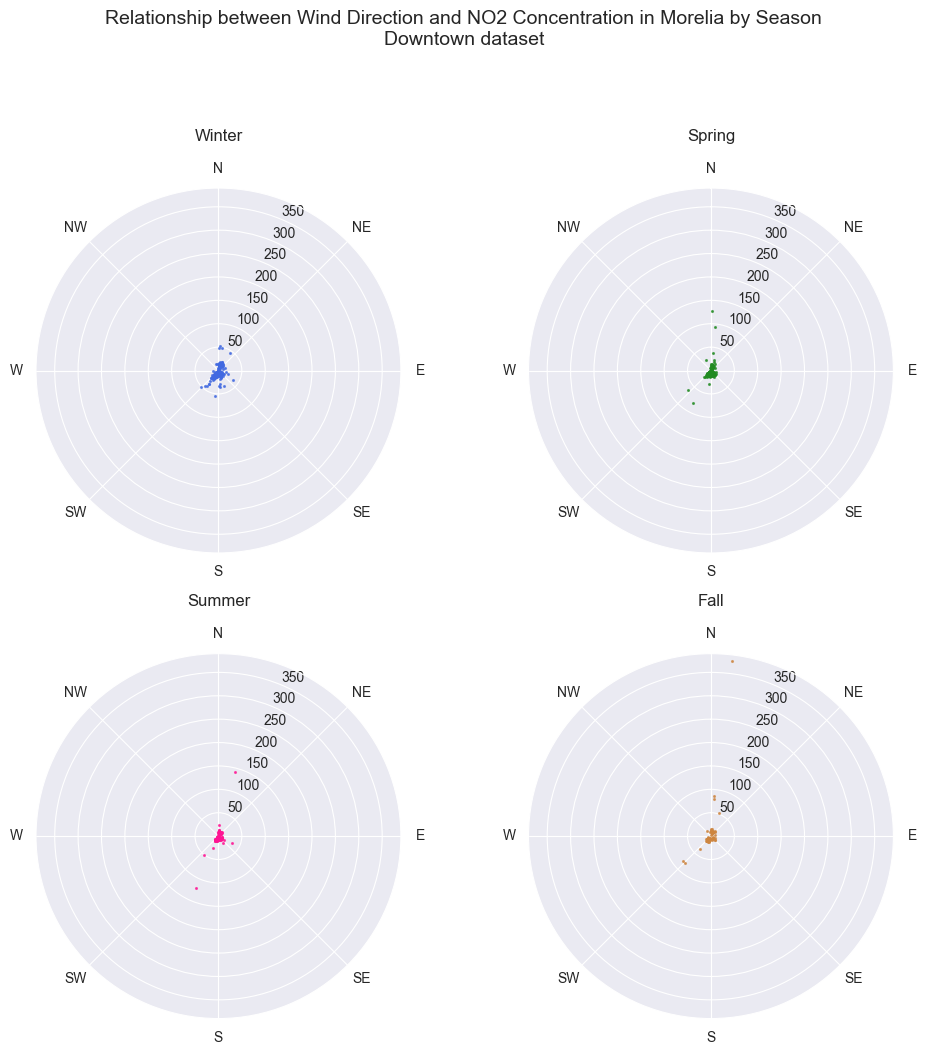 Relationship between Wind Direction and NO2 Concentration in Morelia by Season
Downtown dataset
Winter
N
NW
NE
350
300
250
200
150
100
50
W
E
SW
SE
S
Spring
N
NW
NE
350
300
250
200
150
100
50
W
E
SW
SE
S
Summer
N
NW
NE
350
300
250
200
150
100
50
W
E
SW
SE
S
Fall
N
NW
NE
350
300
250
200
150
100
50
W
E
SW
SE
S